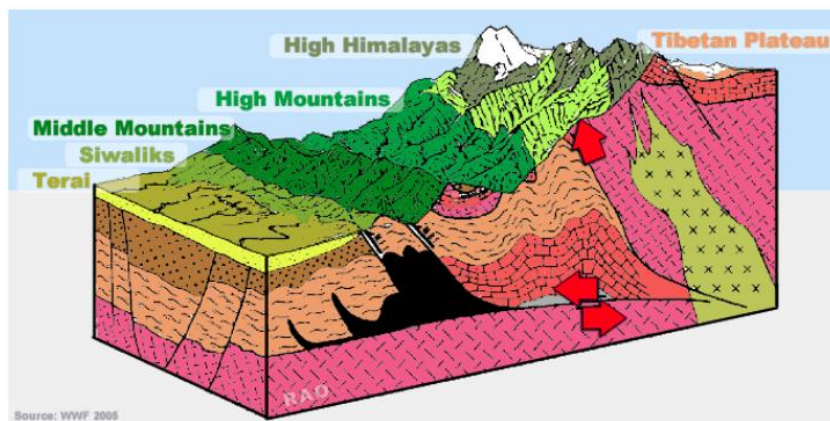 High Himalayas
Tibetan Plateau
High Mountains
Middle Mountains
Siwaliks
Terai
RAO
Source: WWF 2005